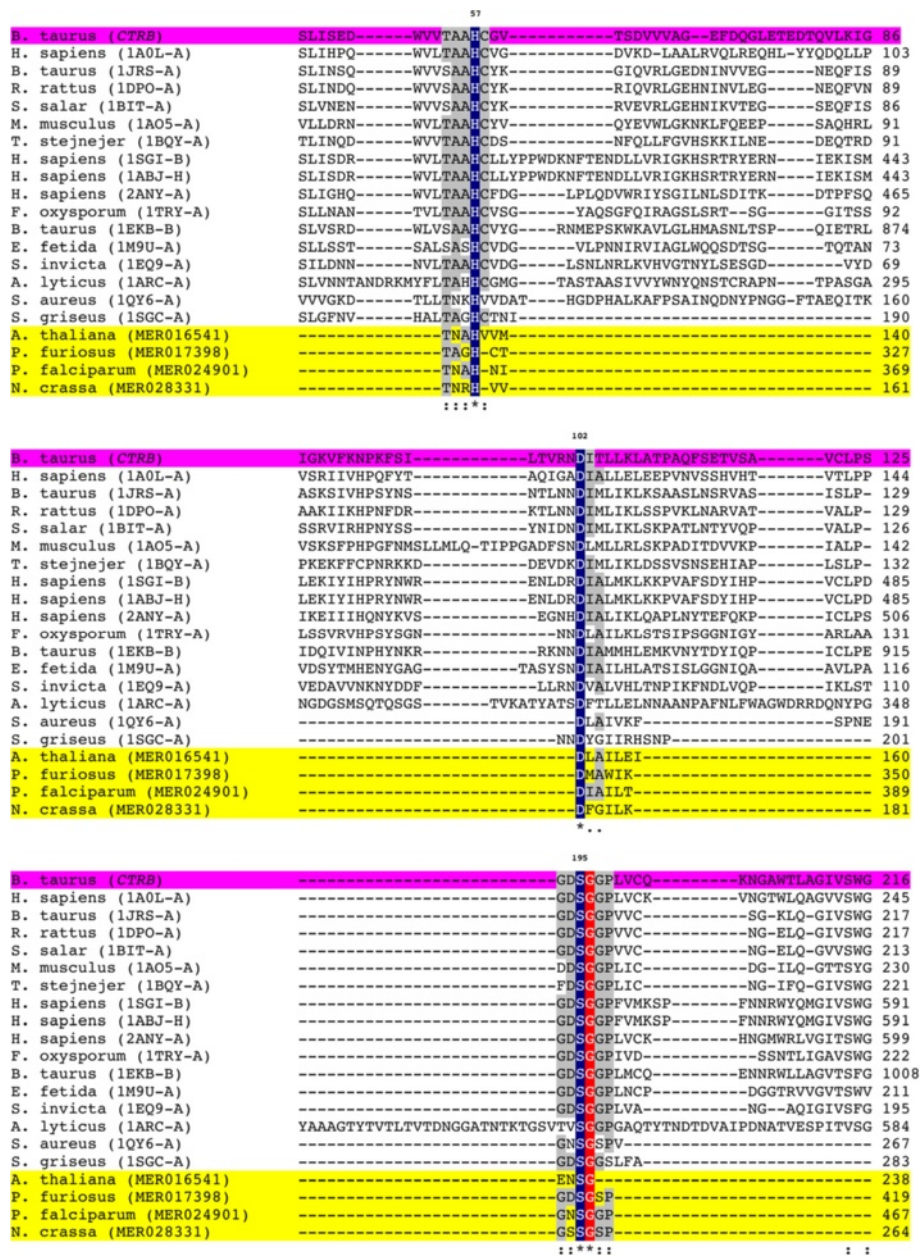 57
B. taurus (CTRB) SLISED------WVVTAAHCGV------------TSDVVVVAG---EFDQGLETEDTQVLKIG 86
H. sapiens (1A0L-A) SLIHPQ------WVLTAAHCVG------------DVKD-LAALRVQLREQHL-YYQDQLLP 103
B. taurus (1JRS-A) SLINSQ------WVVSAAHCYK------------GIQVRLGEDNINVVEG----NEQFIS 89
R. rattus (1DPO-A) SLINDQ------WVVSAAHCYK------------RIQVRLGEHNINVLEG----NEQFVN 89
S. salar (1BIT-A) SLVNEN------WVVSAAHCYK------------RVEVRLGEHNIKVTEG----SEQFIS 86
M. musculus (1AO5-A) VLLDRN------WVLTAAHCYV------------QYEVWLGKNKLFQEEP----SAQHRL 91
T. stejnejer (1BQY-A) TLINQD------WVVTAAHCDS------------NFQLLFGVHSKKILNE----DEQTRD 91
H. sapiens (1SGI-B) SLISDR------WVLTAAHCLLYPPWDKNFTENDLLVRIGKHSRTRYERN---IEKISM 443
H. sapiens (1ABJ-H) SLISDR------WVLTAAHCLLYPPWDKNFTENDLLVRIGKHSRTRYERN---IEKISM 443
H. sapiens (2ANY-A) SLIGHQ------WVLTAAHCFDG------LPLQDVWRIYSGILNLSDITK----DTPFSQ 465
F. oxysporum (1TRY-A) SLLNAN------TVLTAAHCVSG------YAQSGFQIRAGSLSRT---SG----GITSS 92
B. taurus (1EKB-B) SLVSRD------WLVSAAHCVYG----RNMEPSKWKAVLGLHMASNLTSP----QIETRL 874
E. fetida (1M9U-A) SLLSST------SALSASHCVDG------VLPNNIRVIAGLWQQSDTSG-----TQTAN 73
S. invicta (1EQ9-A) SILDNN------NVLTAAHCVDG------LSNLNRLKVHVGTNYLSESGD------VYD 69
A. lyticus (1ARC-A) SLVNNTANDRKMYFLTAHHCGMG----TASTAASIVVYWNYQNSTCRAPN----TPASGA 295
S. aureus (1QY6-A) VVVGKD------TLLTNKHVVDAT---HGDPHALKAFPSAINQDNYPNGG--FTAEQITK 160
S. griseus (1SGC-A) SLGFNV------HALTAGHCTNI------------------------------------- 190
A. thaliana (MER016541) ------------TNAHVVM------------------------------------- 140
P. furiosus (MER017398) ------------TAGH-CT------------------------------------- 327
P. falciparum (MER024901) ------------TNAH-NI------------------------------------- 369
N. crassa (MER028331) ------------TNRH-VV------------------------------------- 161
:::*:
102
B. taurus (CTRB) IGKVFKNPKFSI-----------LTVRNDITLLKLATPAQFSETVSA------VCLPS 125
H. sapiens (1A0L-A) VSRIIVHPQFYT-----------AQIGADIALLELEEPVNVSSHVHT------VTLPP 144
B. taurus (1JRS-A) ASKSIVHPSYNS-----------NTLNNDIMLIKLKSAASLNSRVAS------ISLP- 129
R. rattus (1DPO-A) AAKIIKHPNFDR-----------KTLNNDIMLIKLSSPVKLNARVAT------VALP- 129
S. salar (1BIT-A) SSRVIRHPNYSS-----------YNIDNDIMLIKLSKPATLNTYVQP------VALP- 126
M. musculus (1AO5-A) VSKSFPHPGFNMSLLMLQ-TIPPGADFSNDLMLLRLSKPADITDVVKP------IALP- 142
T. stejnejer (1BQY-A) PKEKFFCPNRKKD----------DEVDKDIMLIKLDSSVSNSEHIAP------LSLP- 132
H. sapiens (1SGI-B) LEKIYIHPRYNWR----------ENLDRDIALMKLKKPVAFSDYIHP------VCLPD 485
H. sapiens (1ABJ-H) LEKIYIHPRYNWR----------ENLDRDIALMKLKKPVAFSDYIHP------VCLPD 485
H. sapiens (2ANY-A) IKEIIIHQNYKVS----------EGNHDIALIKLQAPLNYTEFQKP------ICLPS 506
F. oxysporum (1TRY-A) LSSVRVHPSYSGN------------NNDLAILKLSTSIPSGGNIGY------ARLAA 131
B. taurus (1EKB-B) IDQIVINPHYNKR----------RKNNDIAMMHLEMKVNYTDYIQP------ICLPE 915
E. fetida (1M9U-A) VDSYTMHENYGAG----------TASYSNDIAILHLATSISLGGNIQA------AVLPA 116
S. invicta (1EQ9-A) VEDAVVNKNYDDF----------LLRNDVALVHLTNPIKFNDLVQP------IKLST 110
A. lyticus (1ARC-A) NGDGSMSQTQSGS-------TVKATYATSDFTLLELNNAANPAFNLFWAGWDRRDQNYPG 348
S. aureus (1QY6-A) ----------------------------DLAIVKF-------------SPNE 191
S. griseus (1SGC-A) --------------------------NNDYGIIRHSNP-------------- 201
A. thaliana (MER016541) ----------------------------DLAILEI----------------- 160
P. furiosus (MER017398) ----------------------------DMAWIK------------------ 350
P. falciparum (MER024901) ----------------------------DIAILT------------------ 389
N. crassa (MER028331) ----------------------------DFGILK------------------ 181
*..
195
B. taurus (CTRB) --------------------------GDSGGPLVCQ--------KNGAWTLAGIVSWG 216
H. sapiens (1A0L-A) --------------------------GDSGGPLVCK--------VNGTWLQAGVVSWG 245
B. taurus (1JRS-A) --------------------------GDSGGPVVC---------SG-KLQ-GIVSWG 217
R. rattus (1DPO-A) --------------------------GDSGGPVVC---------NG-ELQ-GIVSWG 217
S. salar (1BIT-A) --------------------------GDSGGPVVC---------NG-ELQ-GVVSWG 213
M. musculus (1AO5-A) --------------------------DDSGGPLIC---------DG-ILQ-GTTSYG 230
T. stejnejer (1BQY-A) --------------------------FDSGGPLIC---------NG-IFQ-GIVSWG 221
H. sapiens (1SGI-B) --------------------------GDSGGPFVMKSP------FNNRWYQMGIVSWG 591
H. sapiens (1ABJ-H) --------------------------GDSGGPFVMKSP------FNNRWYQMGIVSWG 591
H. sapiens (2ANY-A) --------------------------GDSGGPLVCK--------HNGMWRLVGITSWG 599
F. oxysporum (1TRY-A) --------------------------GDSGGPIVD---------SSNTLIGAVSWG 222
B. taurus (1EKB-B) --------------------------GDSGGPLMCQ--------ENNRWLLAGVTSFG 1008
E. fetida (1M9U-A) --------------------------GDSGGPLNCP--------DGGTRVVGVTSWV 211
S. invicta (1EQ9-A) --------------------------GDSGGPLVA---------NG--AQIGIVSFG 195
A. lyticus (1ARC-A) YAAAGTYTVTLTVTDNGGATNTKTGSVTVSGGPGAQTYTNDTDVAIPDNATVESPITVSG 584
S. aureus (1QY6-A) --------------------------GNSGSPV------------------------- 267
S. griseus (1SGC-A) --------------------------GDSGGSLFA----------------------- 283
A. thaliana (MER016541) --------------------------ENSG---------------------------- 238
P. furiosus (MER017398) --------------------------GDSGSP-------------------------- 419
P. falciparum (MER024901) --------------------------GNSGGP-------------------------- 467
N. crassa (MER028331) --------------------------GSSGGP-------------------------- 264
::**:: : :